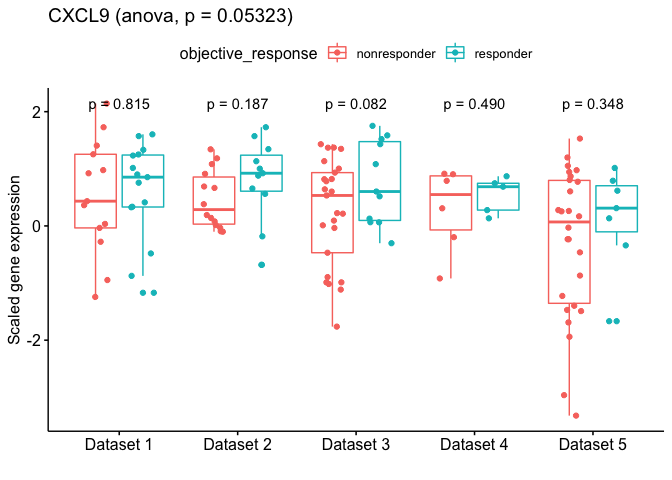 CXCL9 (anova, p = 0.05323)
objective_response nonresponder responder
p = 0.815 p = 0.187 p = 0.082 p = 0.490 p = 0.348
2
0
-2
Scaled gene expression
Dataset 1 Dataset 2 Dataset 3 Dataset 4 Dataset 5